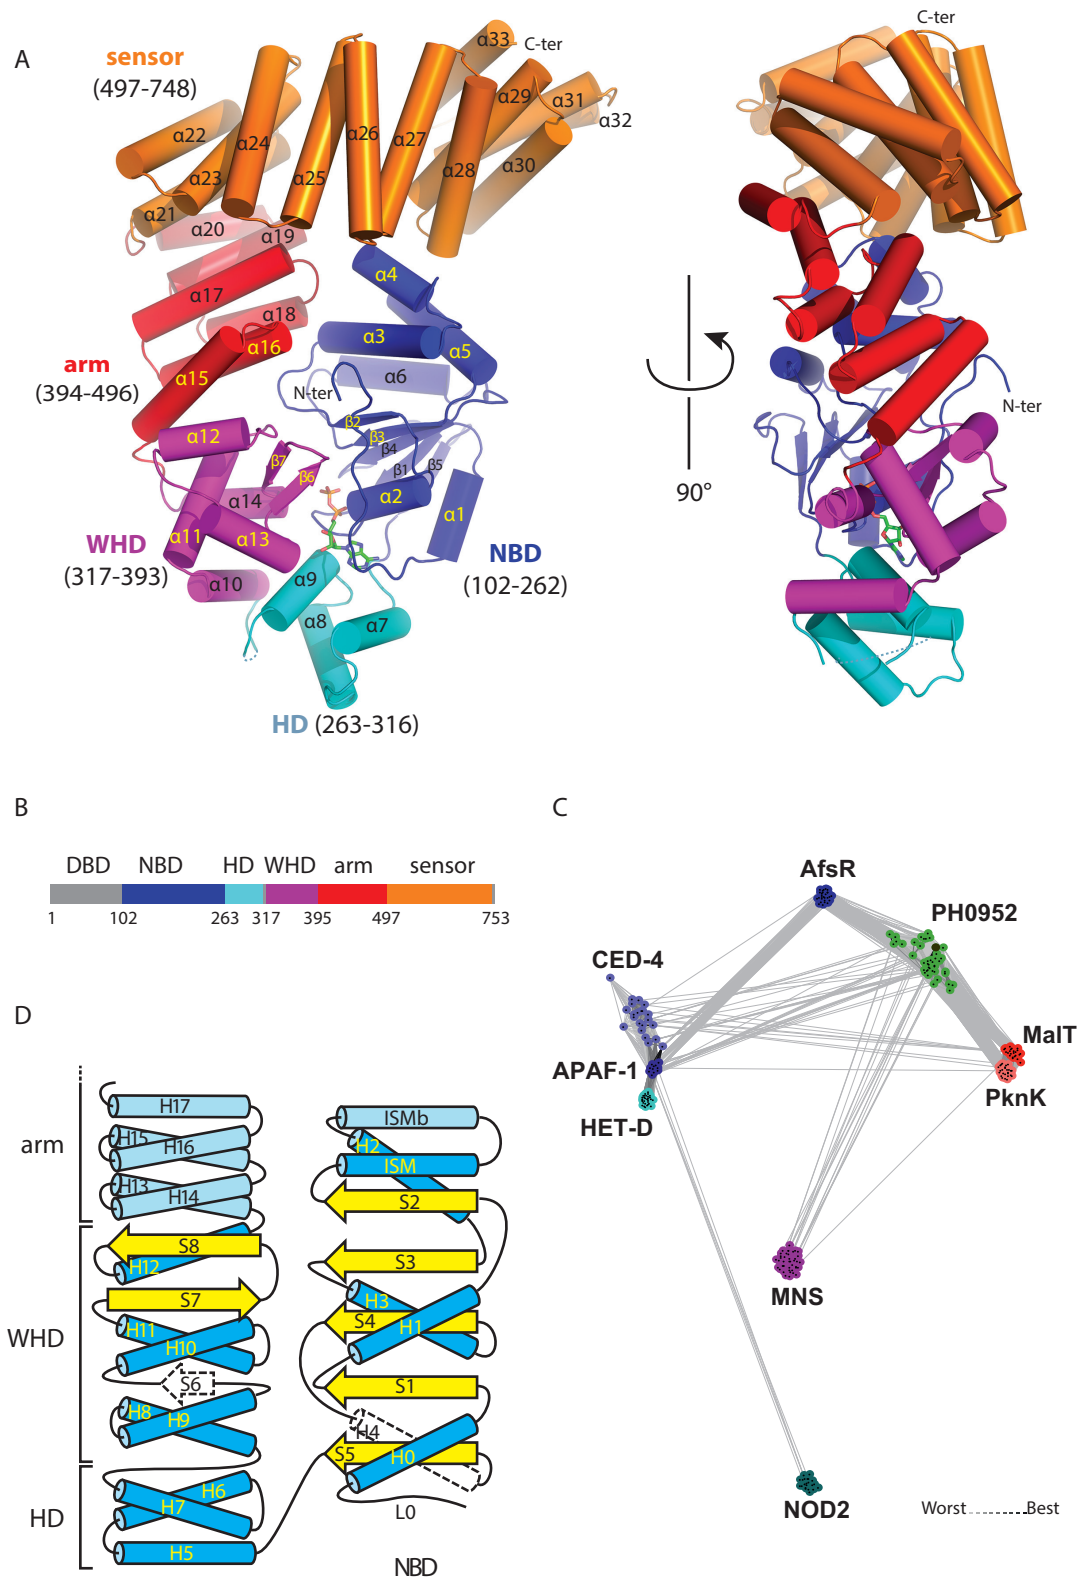 A
sensor
(497-748)
α33
C-ter
α29
α31
α32
α22
α24
α26
α27
α23
α25
α28
α30
α21
α20
α19
α17
α18
α16
arm
(394-496)
α15
α4
α3
α5
α6
N-ter
β2
β3
β4
β1
β5
α12
β7
β6
α14
α2
α1
α11
α13
WHD
(317-393)
α10
α9
NBD
(102-262)
α8
α7
HD (263-316)
90°
C-ter
N-ter
B
DBD NBD HD WHD arm sensor
1 102 263 317 395 497 753
C
AfsR
PH0952
CED-4
MalT
APAF-1
PknK
HET-D
MNS
NOD2
Worst Best
D
arm
H17
H15
H16
H13
H14
WHD
S8
H12
S7
H11
H10
S6
H8
H9
HD
H6
H7
H5
ISMb
H2
ISM
S2
S3
H3
S4
H1
S1
H4
S5
H0
L0
NBD